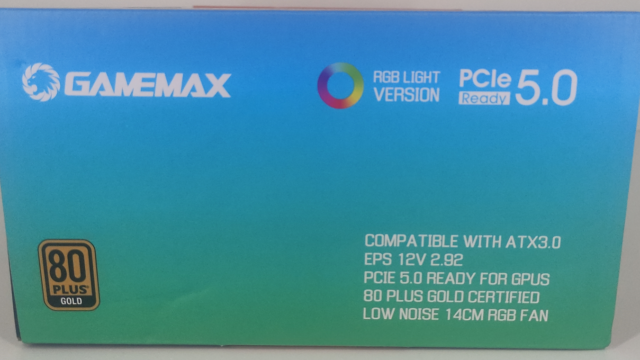 GAMEMAX
RGB LIGHT
VERSION
PCIe
Ready 5.0
COMPATIBLE WITH ATX3.0
EPS 12V 2.92
PCIE 5.0 READY FOR GPUS
80 PLUS GOLD CERTIFIED
LOW NOISE 14CM RGB FAN
80
PLUS
GOLD